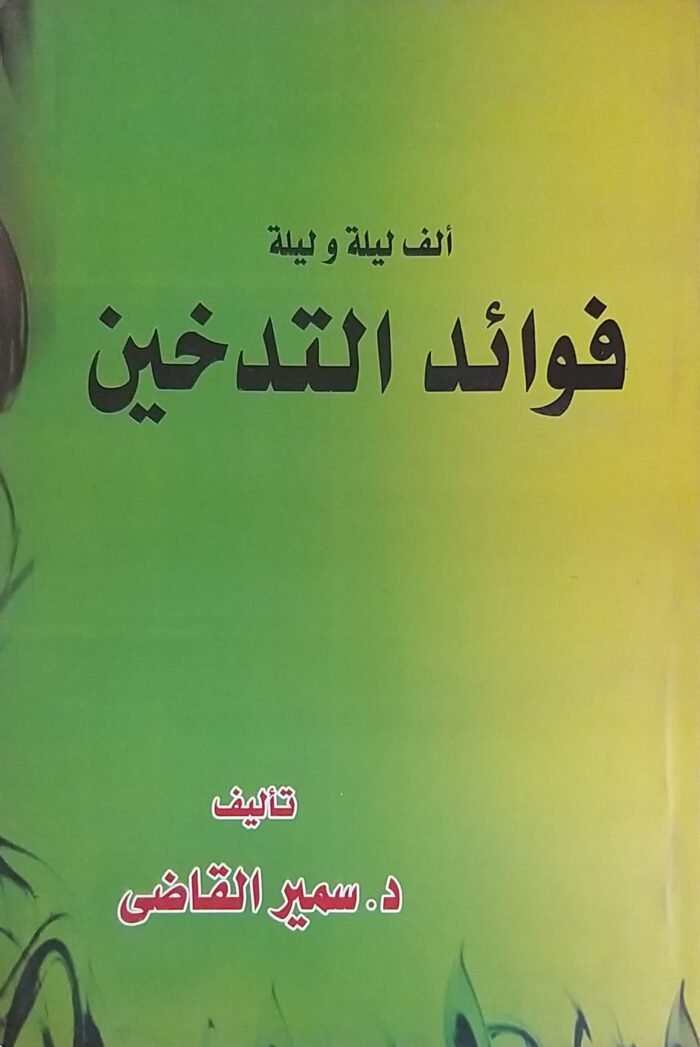 ألف ليلة و ليلة
فوائد التدخين
تأليف
د. سمير القاضى